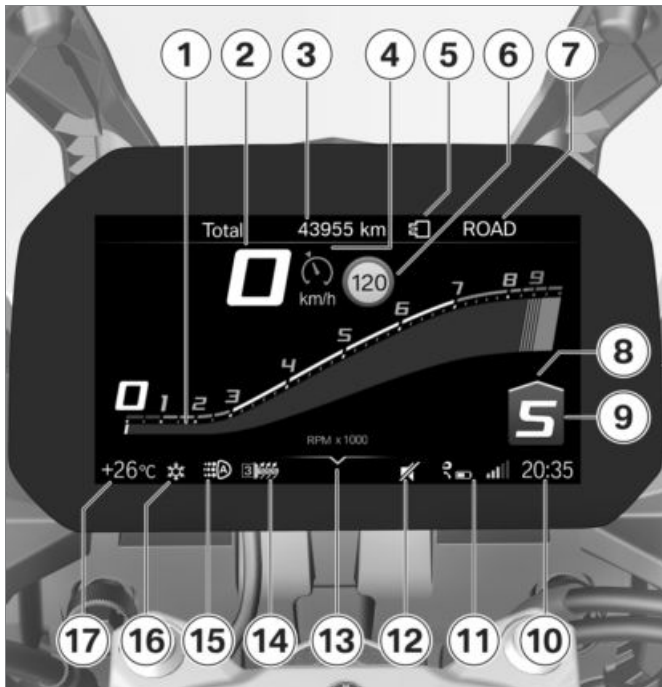 1 2 3 4 5 6 7
Total 43955 km ROAD
0 km/h 120
0 1 2 3 4 5 6 7 8 9
8
5 9
RPM x 1000
+26°C A 3 20:35
17 16 15 14 13 12 11 10